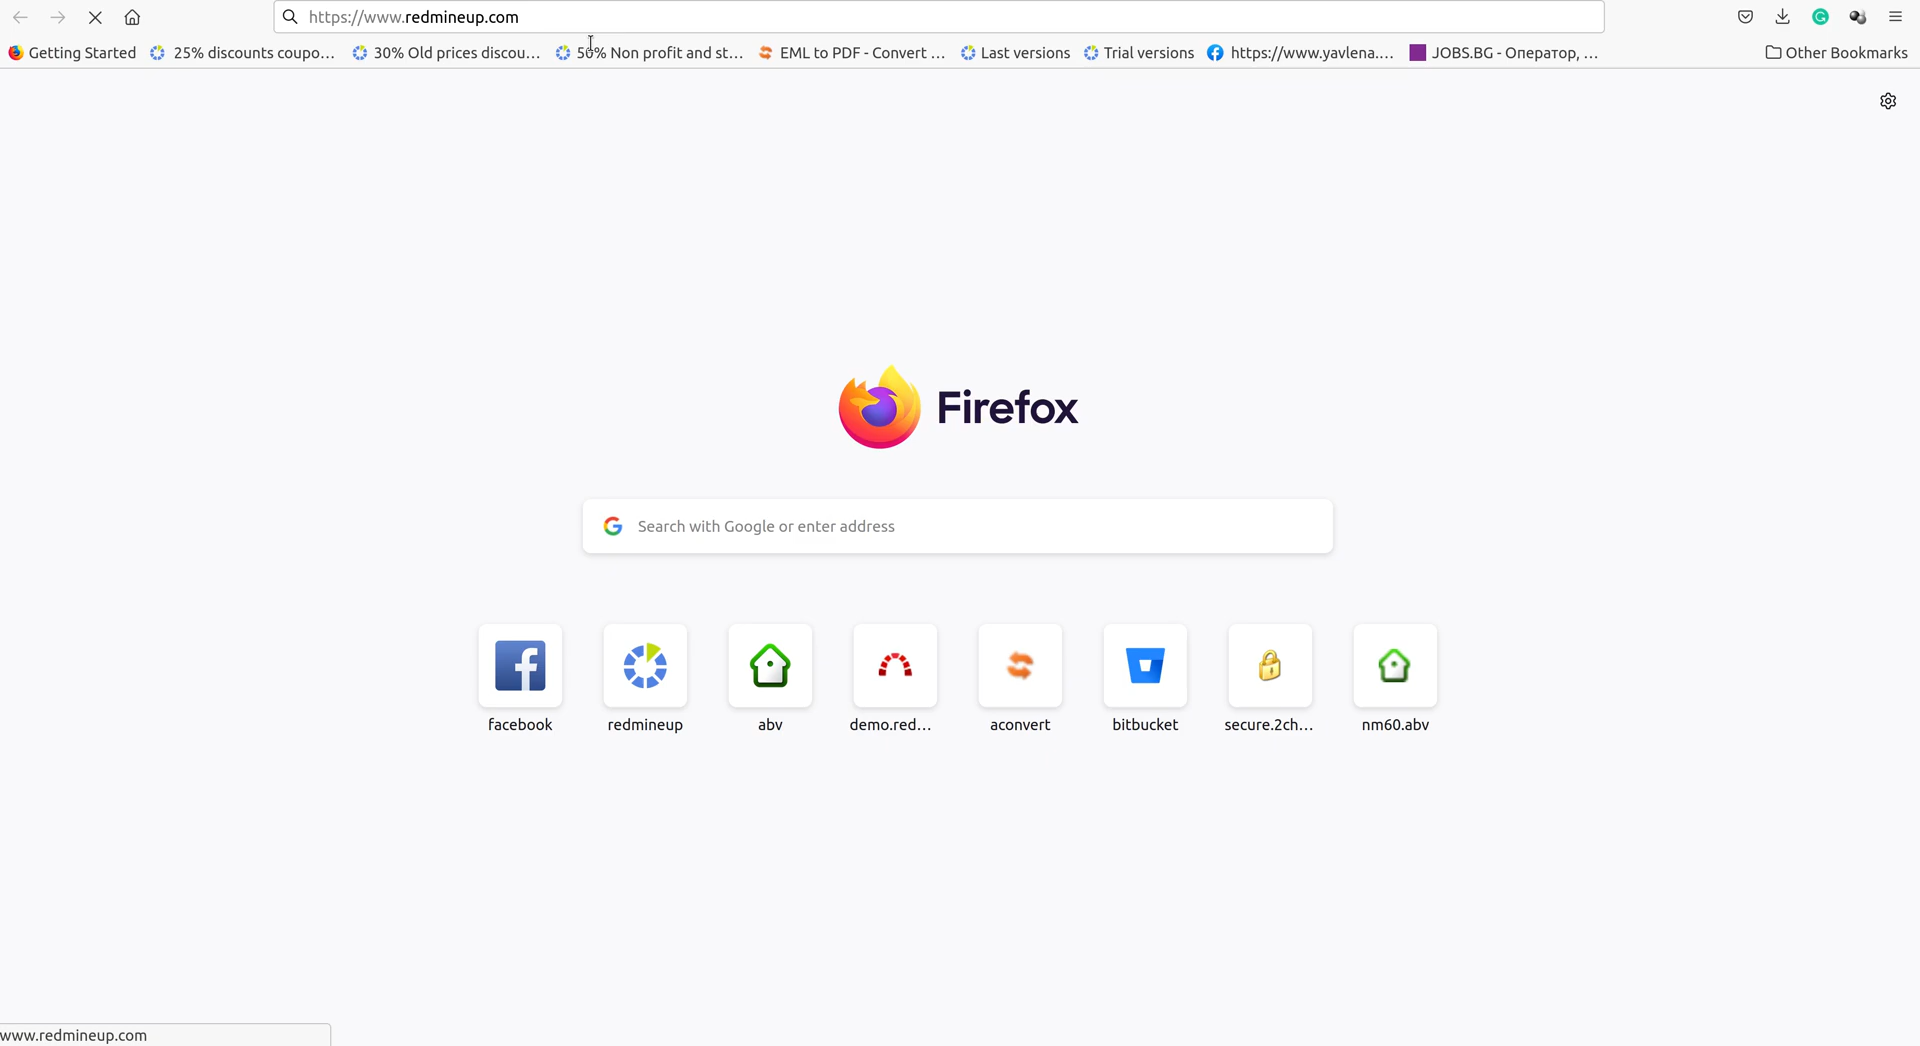 https://www.redmineup.com
Getting Started 25% discounts coupo... 30% Old prices discou... 50% Non profit and st... EML to PDF - Convert ... Last versions Trial versions https://www.yavlena.... JOBS.BG - Оператор, ... Other Bookmarks
Firefox
Search with Google or enter address
facebook redmineup abv demo.red... aconvert bitbucket secure.2ch... nm60.abv
www.redmineup.com